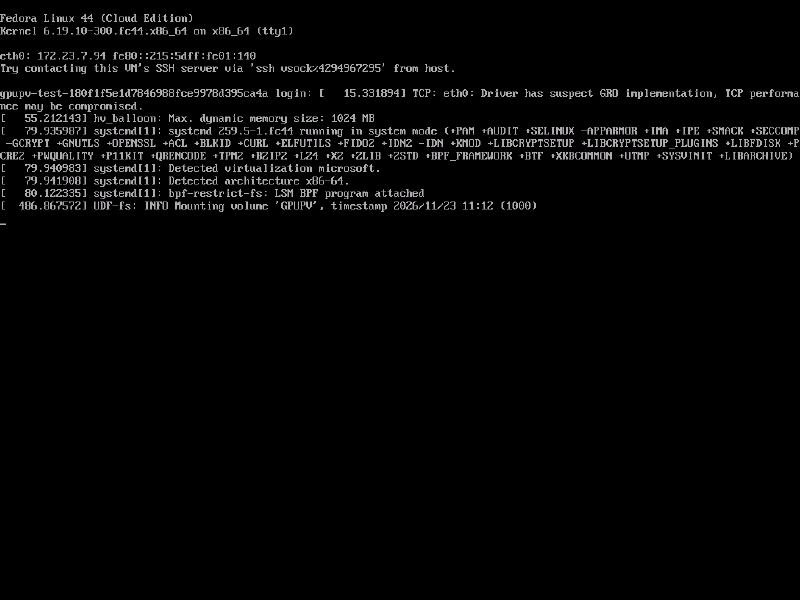 Fedora Linux 44 (Cloud Edition)
Kernel 6.19.10-300.fc44.x86_64 on x86_64 (tty1)

eth0: 172.23.7.94 fe80::215:5dff:fe01:140
Try contacting this VM's SSH server via 'ssh vsock%4294967295' from host.

gpupv-test-180f1f5e1d7846988fce9978d395ca4a login: [   15.331894] TCP: eth0: Driver has suspect GRO implementation, TCP performa
nce may be compromised.
[   55.212143] hv_balloon: Max. dynamic memory size: 1024 MB
[   79.935987] systemd[1]: systemd 259.5-1.fc44 running in system mode (+PAM +AUDIT +SELINUX -APPARMOR +IMA +IPE +SMACK +SECCOMP
 -GCRYPT +GNUTLS +OPENSSL +ACL +BLKID +CURL +ELFUTILS +FIDO2 +IDN2 -IDN +KMOD +LIBCRYPTSETUP +LIBCRYPTSETUP_PLUGINS +LIBFDISK +P
CRE2 +PWQUALITY +P11KIT +QRENCODE +TPM2 +BZIP2 +LZ4 +XZ +ZLIB +ZSTD +BPF_FRAMEWORK +BTF +XKBCOMMON +UTMP +SYSVINIT +LIBARCHIVE)
[   79.940983] systemd[1]: Detected virtualization microsoft.
[   79.941908] systemd[1]: Detected architecture x86-64.
[   80.122335] systemd[1]: bpf-restrict-fs: LSM BPF program attached
[  486.867572] UDF-fs: INFO Mounting volume 'GPUPV', timestamp 2026/11/23 11:12 (1000)